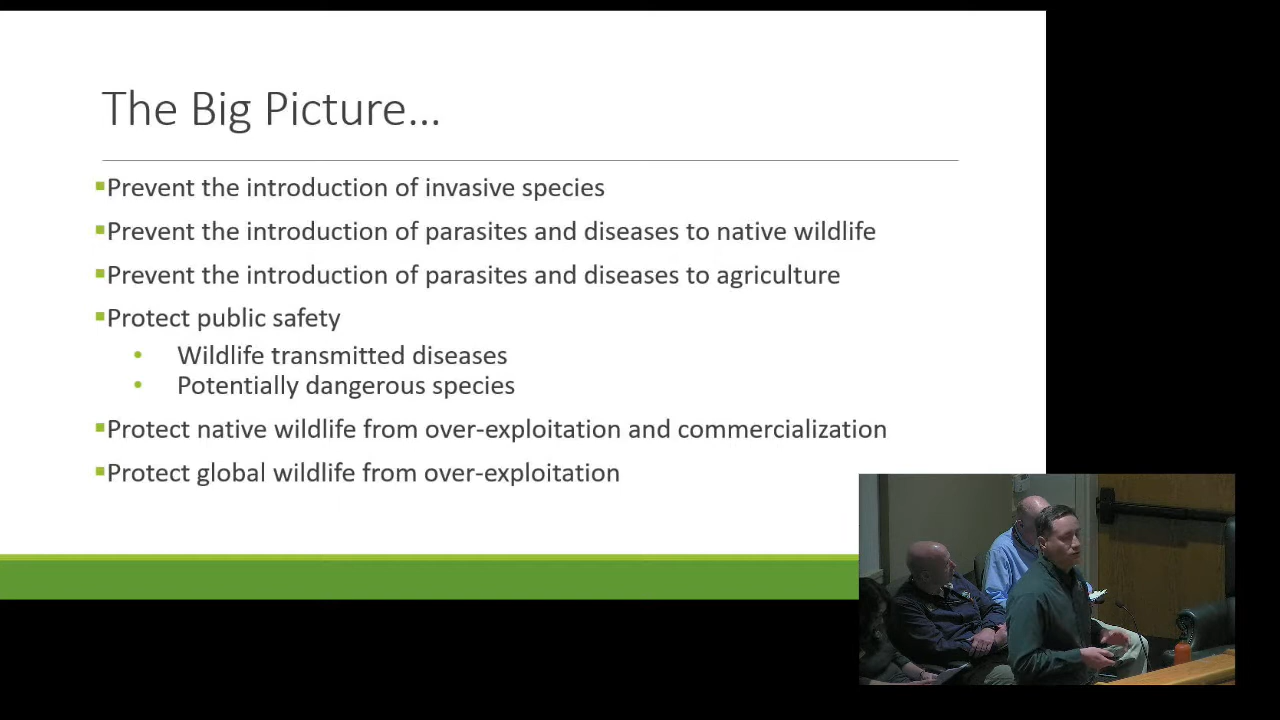 The Big Picture...
Prevent the introduction of invasive species
Prevent the introduction of parasites and diseases to native wildlife
Prevent the introduction of parasites and diseases to agriculture
Protect public safety
Wildlife transmitted diseases
Potentially dangerous species
Protect native wildlife from over-exploitation and commercialization
Protect global wildlife from over-exploitation